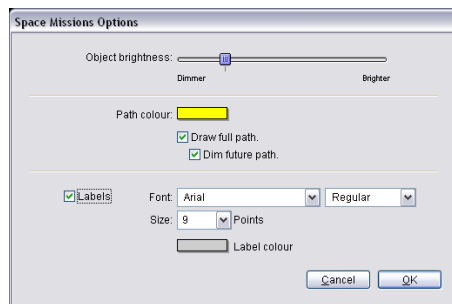 Space Missions Options
Object brightness:
Dimmer Brighter
Path colour:
Draw full path.
Dim future path.
Labels Font: Arial Regular
Size: 9 Points
Label colour
Cancel OK